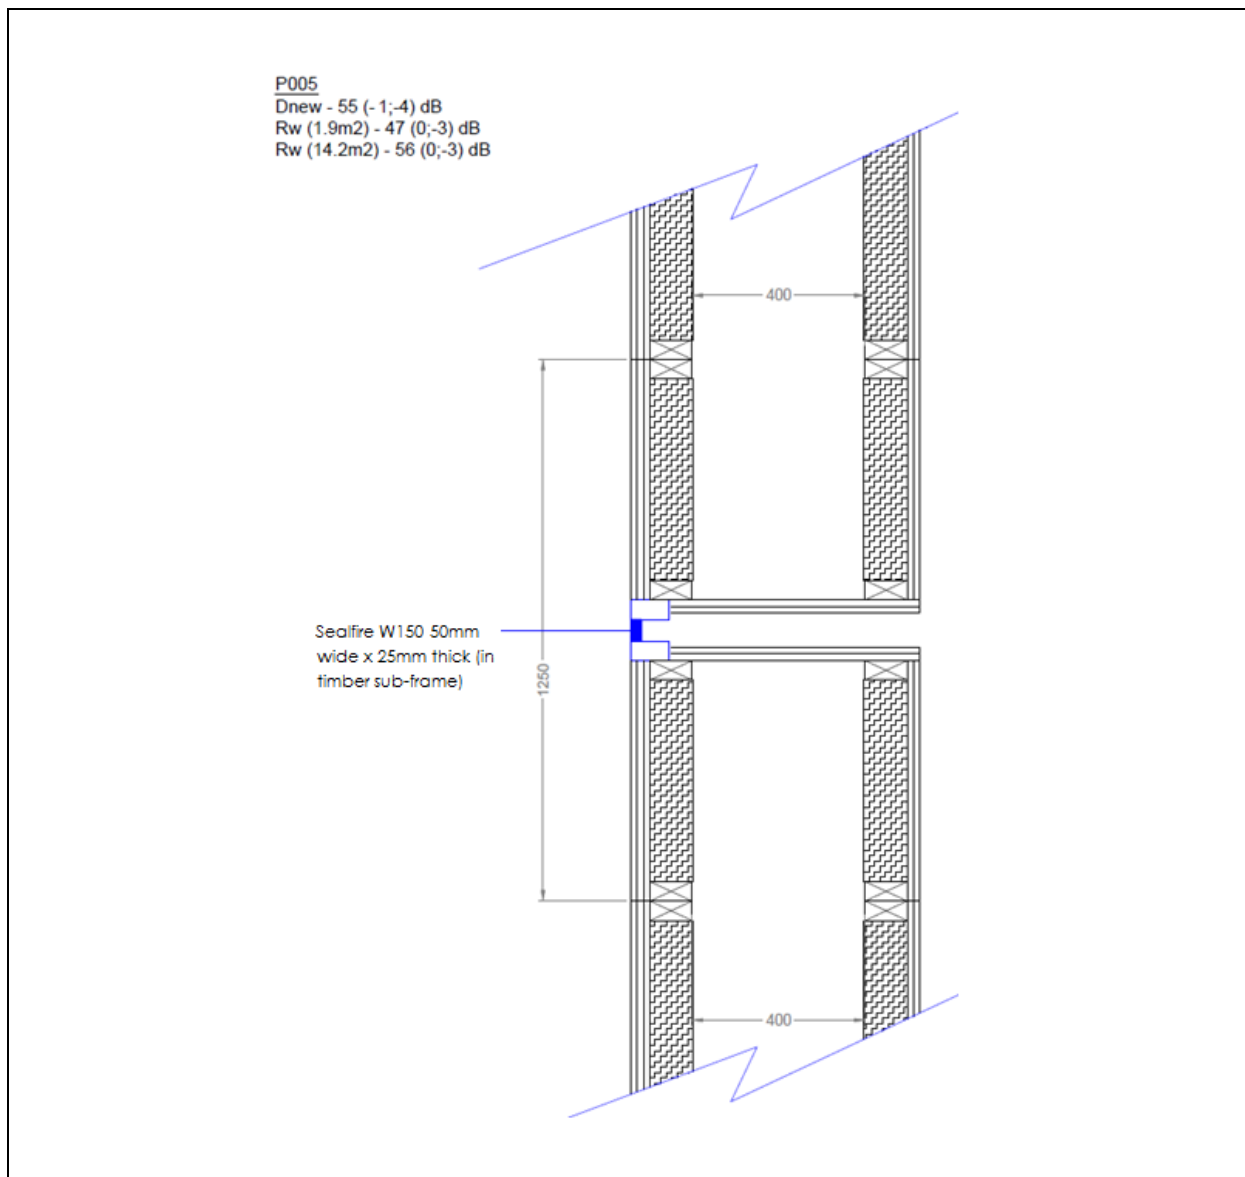 P005
Dnew - 55 (- 1;-4) dB
Rw (1.9m2) - 47 (0;-3) dB
Rw (14.2m2) - 56 (0;-3) dB
400
Sealfire W150 50mm
wide x 25mm thick (in
timber sub-frame)
1250
400